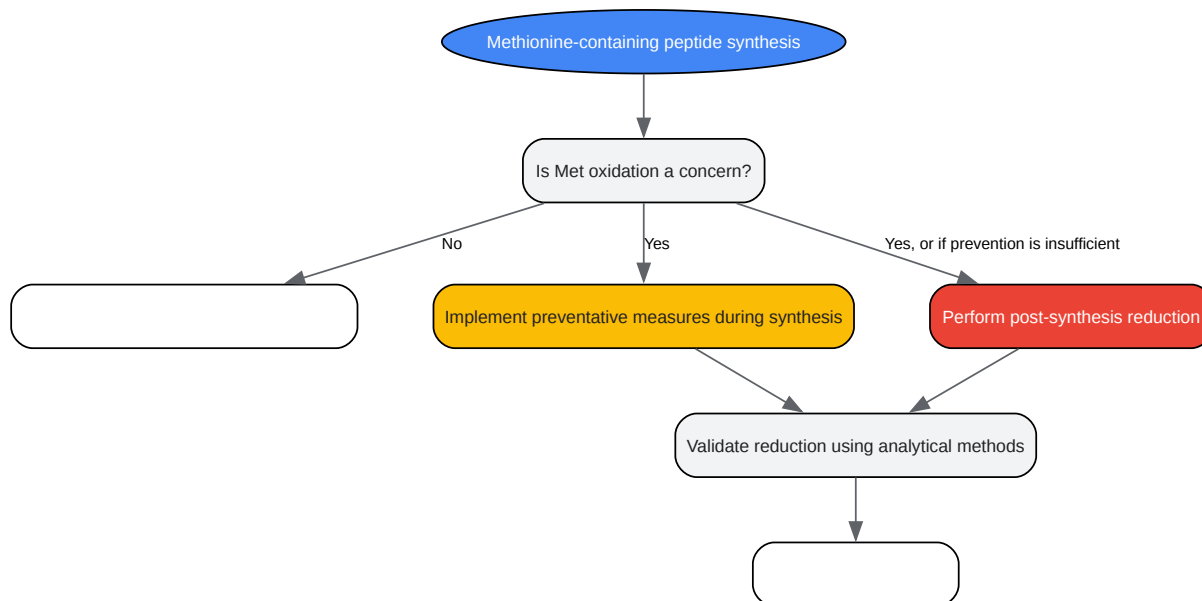 Methionine-containing peptide synthesis
Is Met oxidation a concern?
No
Yes
Yes, or if prevention is insufficient
Implement preventative measures during synthesis
Perform post-synthesis reduction
Validate reduction using analytical methods